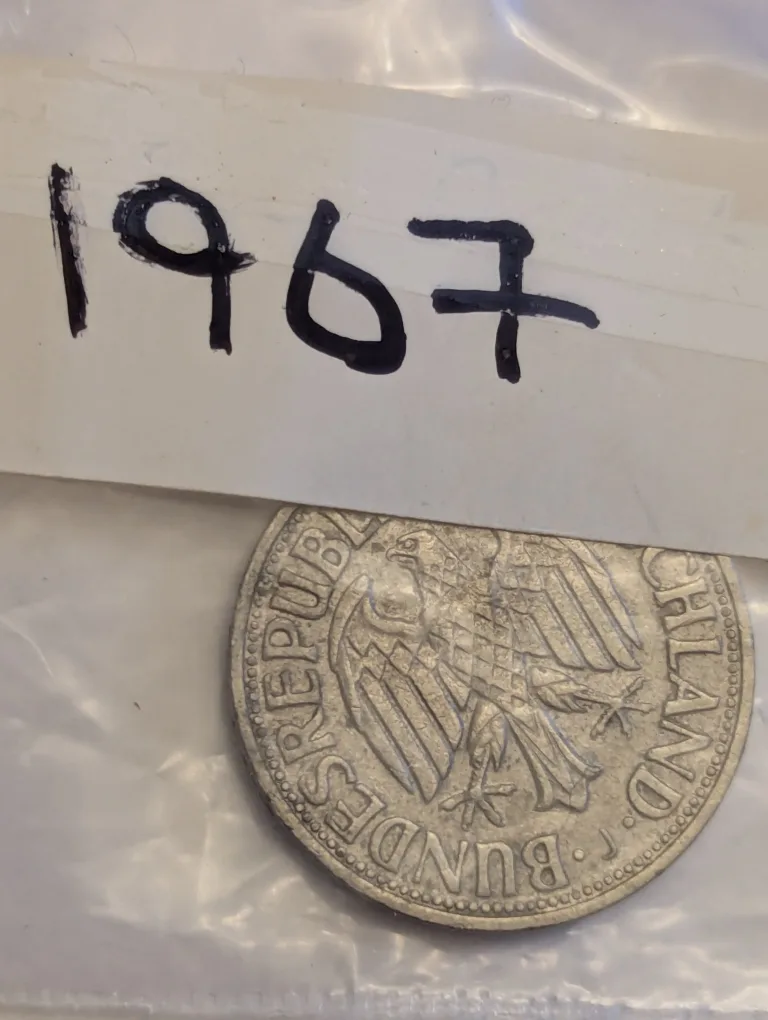 1967
BUNDESREPUBL
CHLAND · J ·